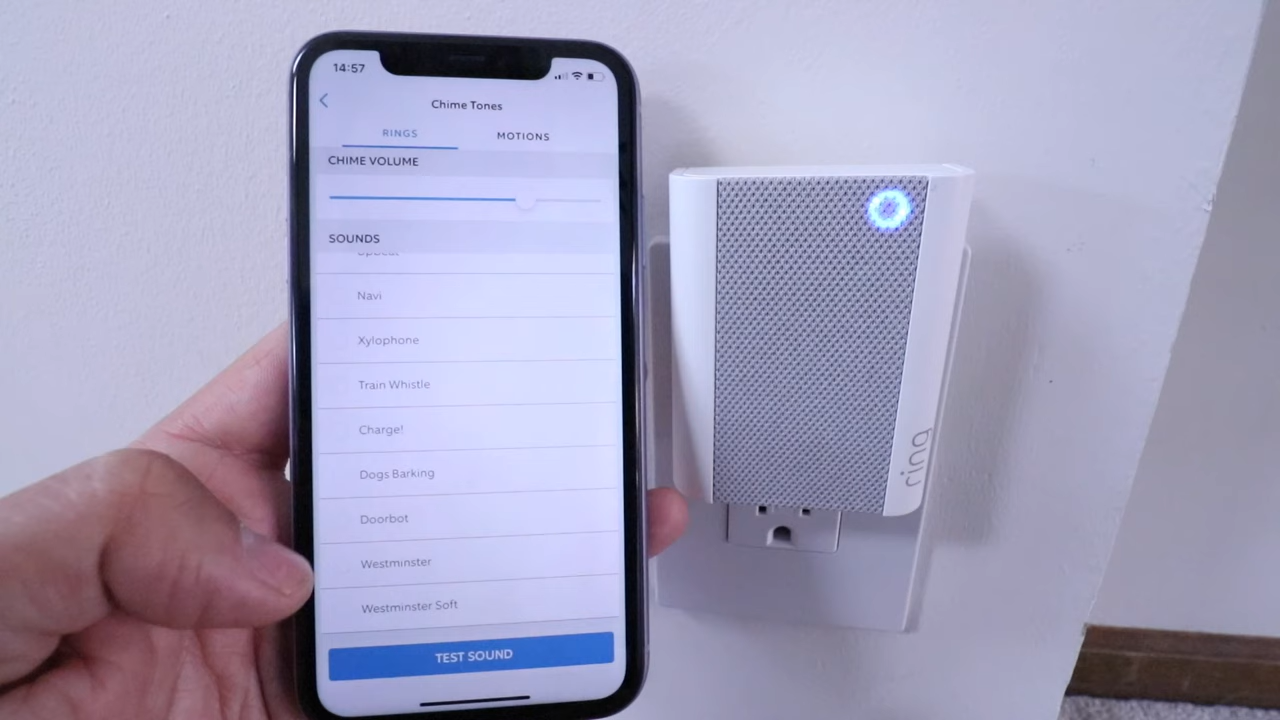 14:57
Chime Tones
RINGS
MOTIONS
CHIME VOLUME
SOUNDS
Navi
Xylophone
Train Whistle
Charge!
Dogs Barking
Doorbot
Westminster
Westminster Soft
TEST SOUND
ring